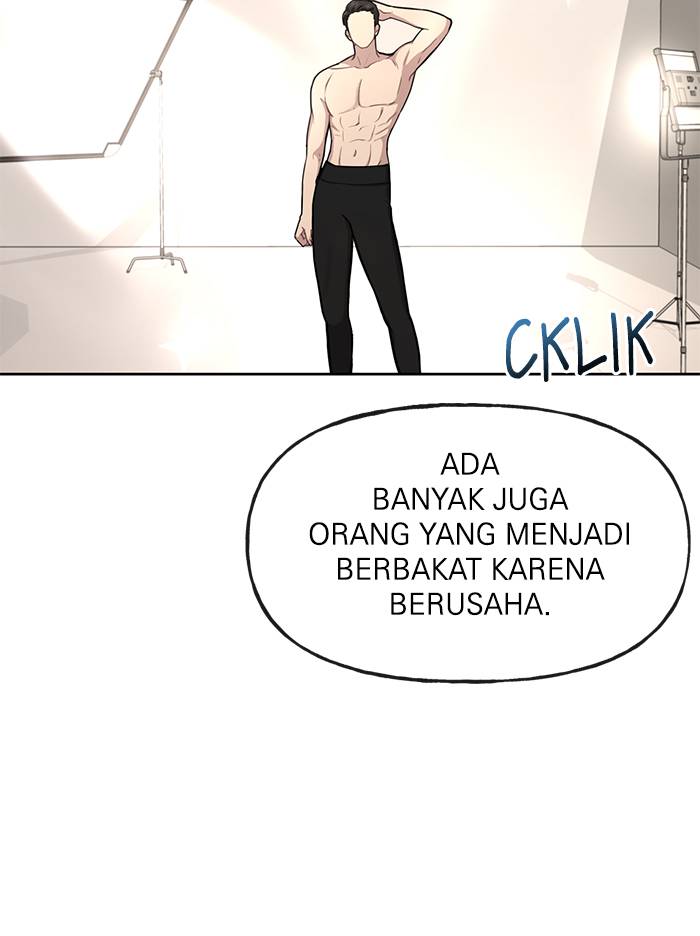 CKLIK
ADA
BANYAK JUGA
ORANG YANG MENJADI
BERBAKAT KARENA
BERUSAHA.